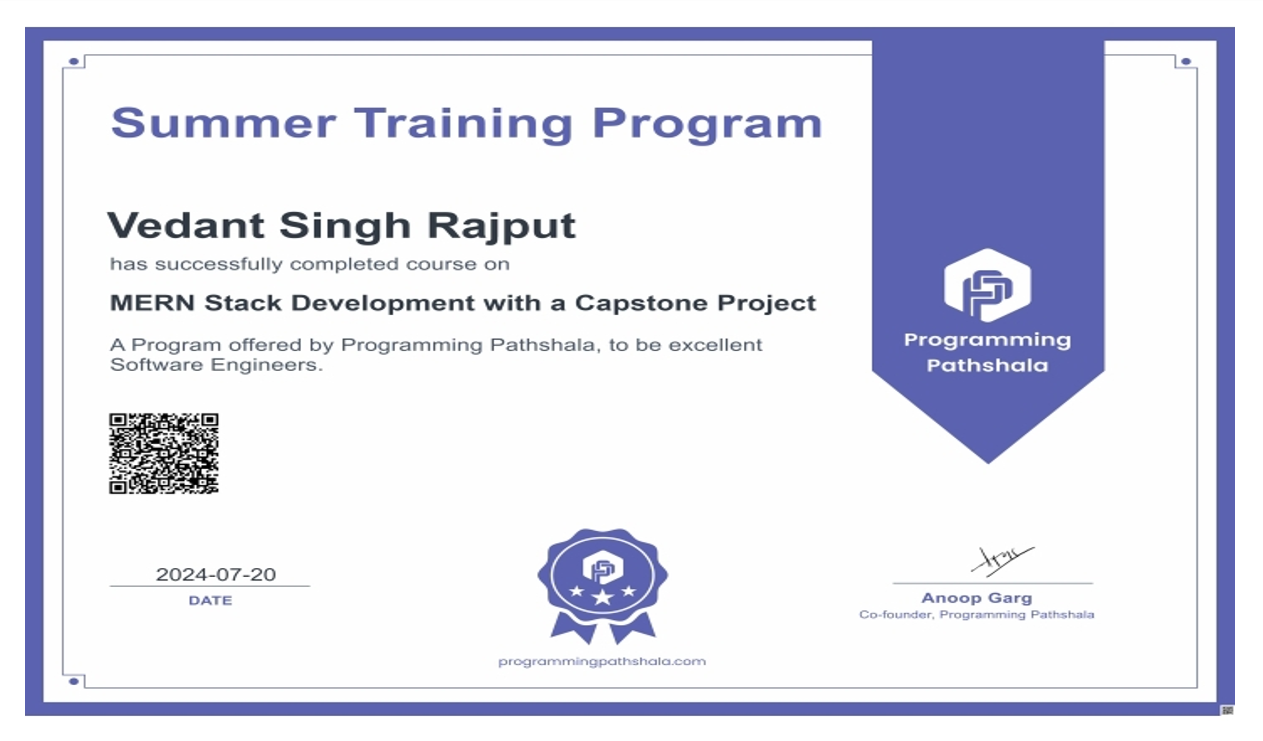 Summer Training Program
Vedant Singh Rajput
has successfully completed course on
MERN Stack Development with a Capstone Project
A Program offered by Programming Pathshala, to be excellent
Software Engineers.
Programming
Pathshala
2024-07-20
DATE
Anoop Garg
Co-founder, Programming Pathshala
programmingpathshala.com